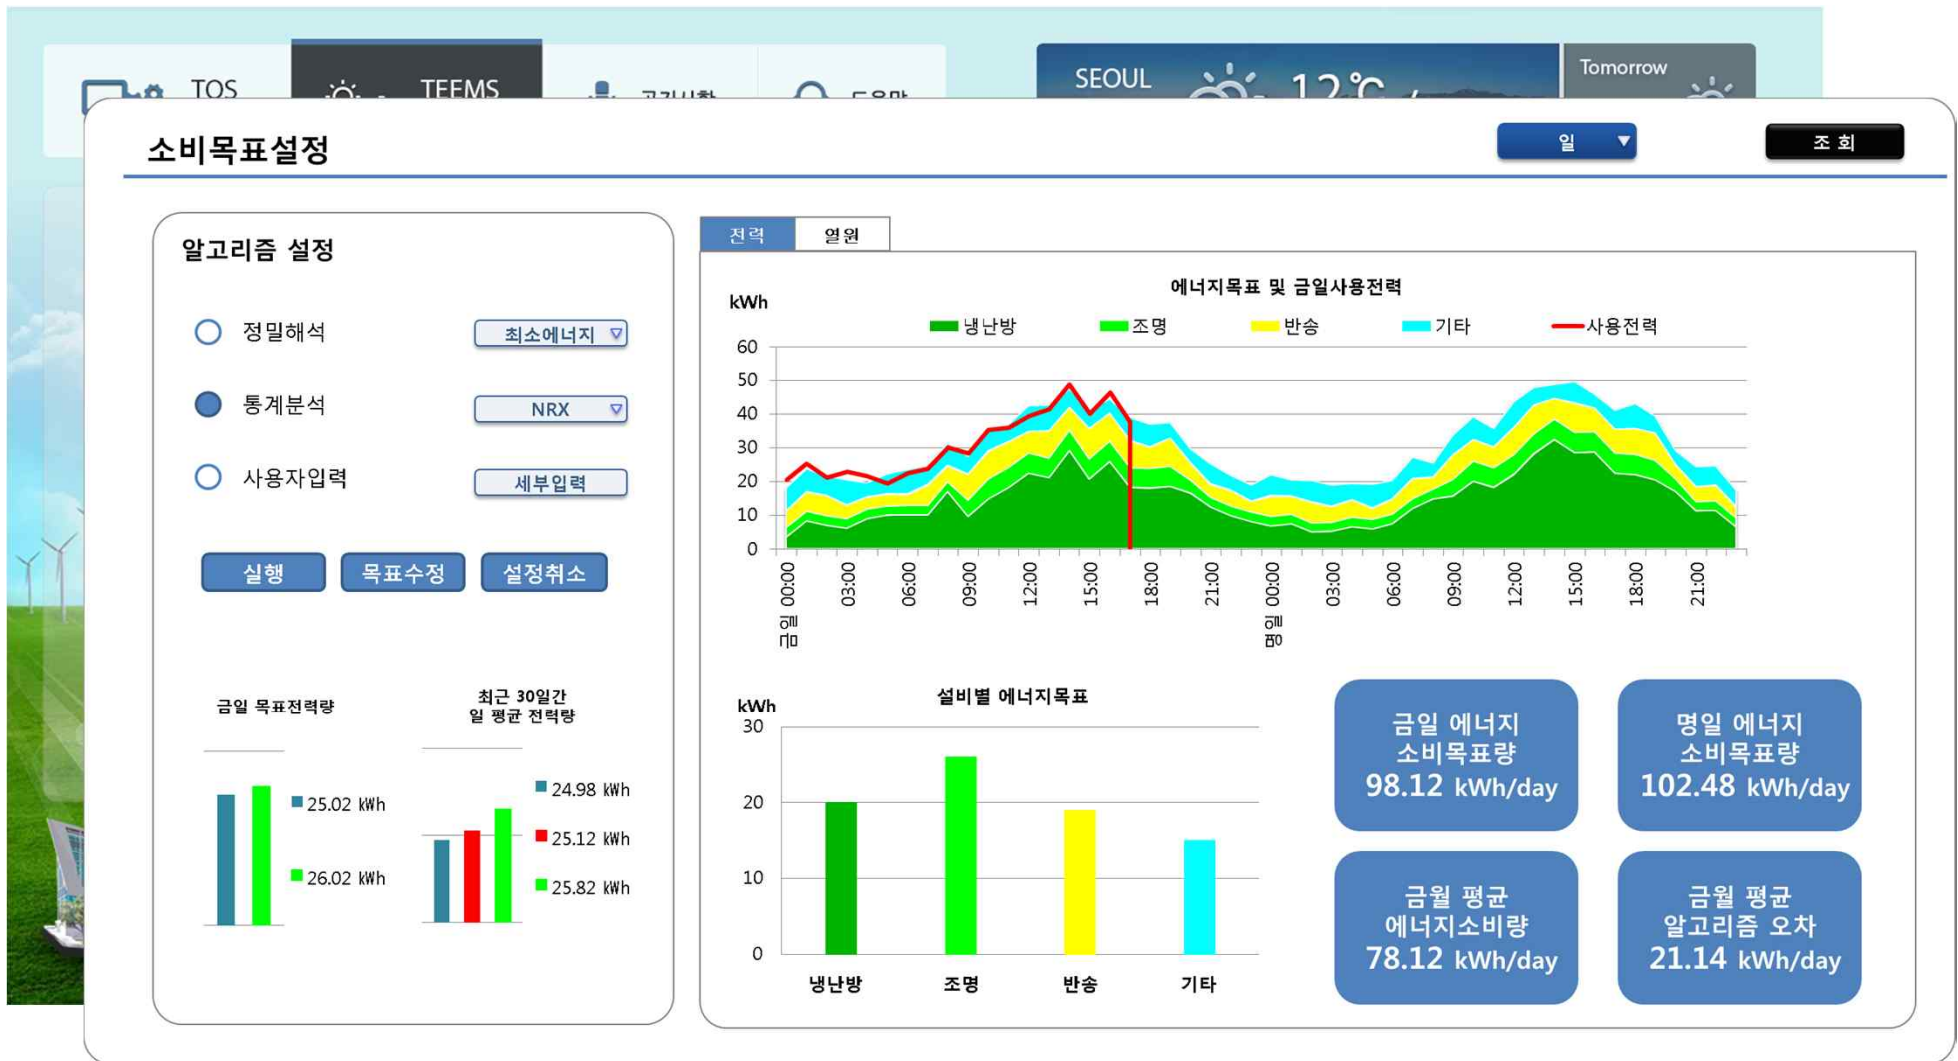 TOS
TEEMS
공지사항
도움말
SEOUL
12℃
Tomorrow
소비목표설정
일
조 회
알고리즘 설정
정밀해석
최소에너지
통계분석
NRX
사용자입력
세부입력
실행
목표수정
설정취소
금일 목표전력량
25.02 kWh
26.02 kWh
최근 30일간
일 평균 전력량
24.98 kWh
25.12 kWh
25.82 kWh
전력
열원
에너지목표 및 금일사용전력
kWh
냉난방 조명 반송 기타 사용전력
60
50
40
30
20
10
0
금일 00:00 03:00 06:00 09:00 12:00 15:00 18:00 21:00 명일 00:00 03:00 06:00 09:00 12:00 15:00 18:00 21:00
설비별 에너지목표
kWh
30
20
10
0
냉난방 조명 반송 기타
금일 에너지
소비목표량
98.12 kWh/day
명일 에너지
소비목표량
102.48 kWh/day
금월 평균
에너지소비량
78.12 kWh/day
금월 평균
알고리즘 오차
21.14 kWh/day